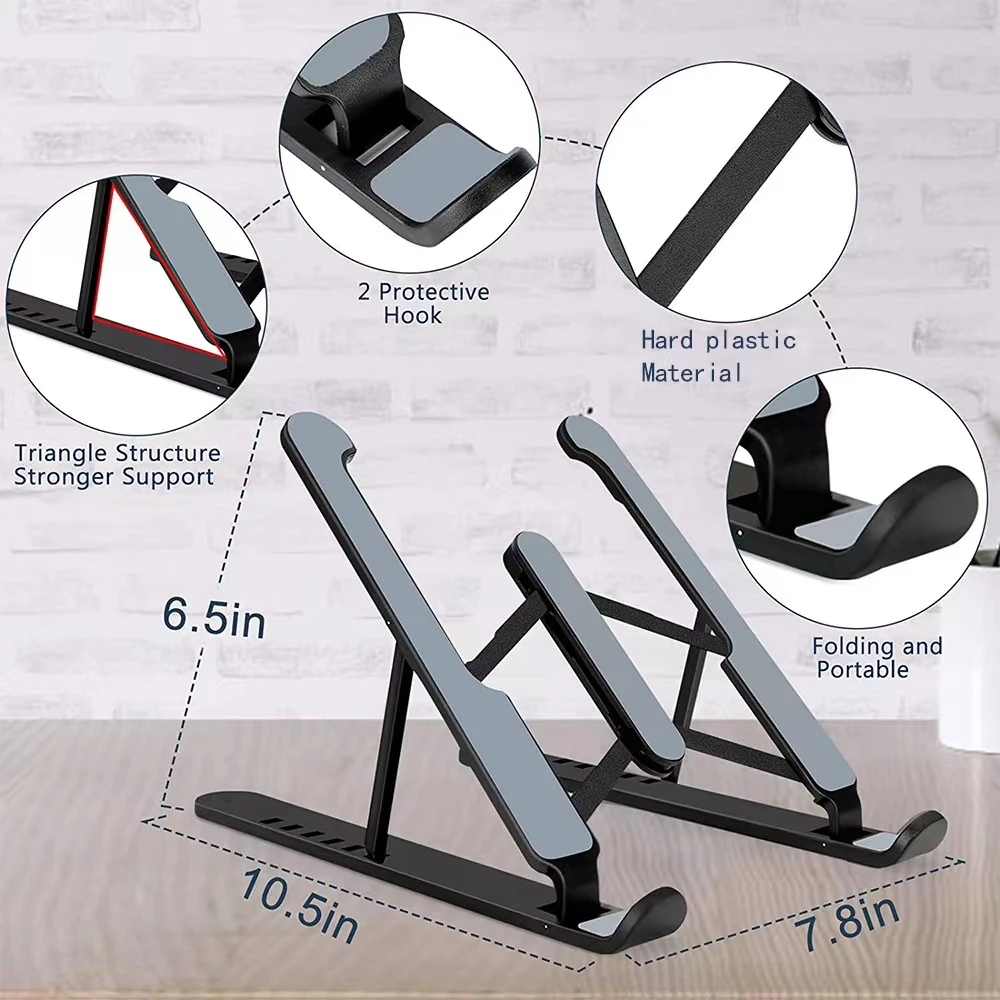 2 Protective
Hook
Hard plastic
Material
Triangle Structure
Stronger Support
Folding and
Portable
6.5in
10.5in
7.8in